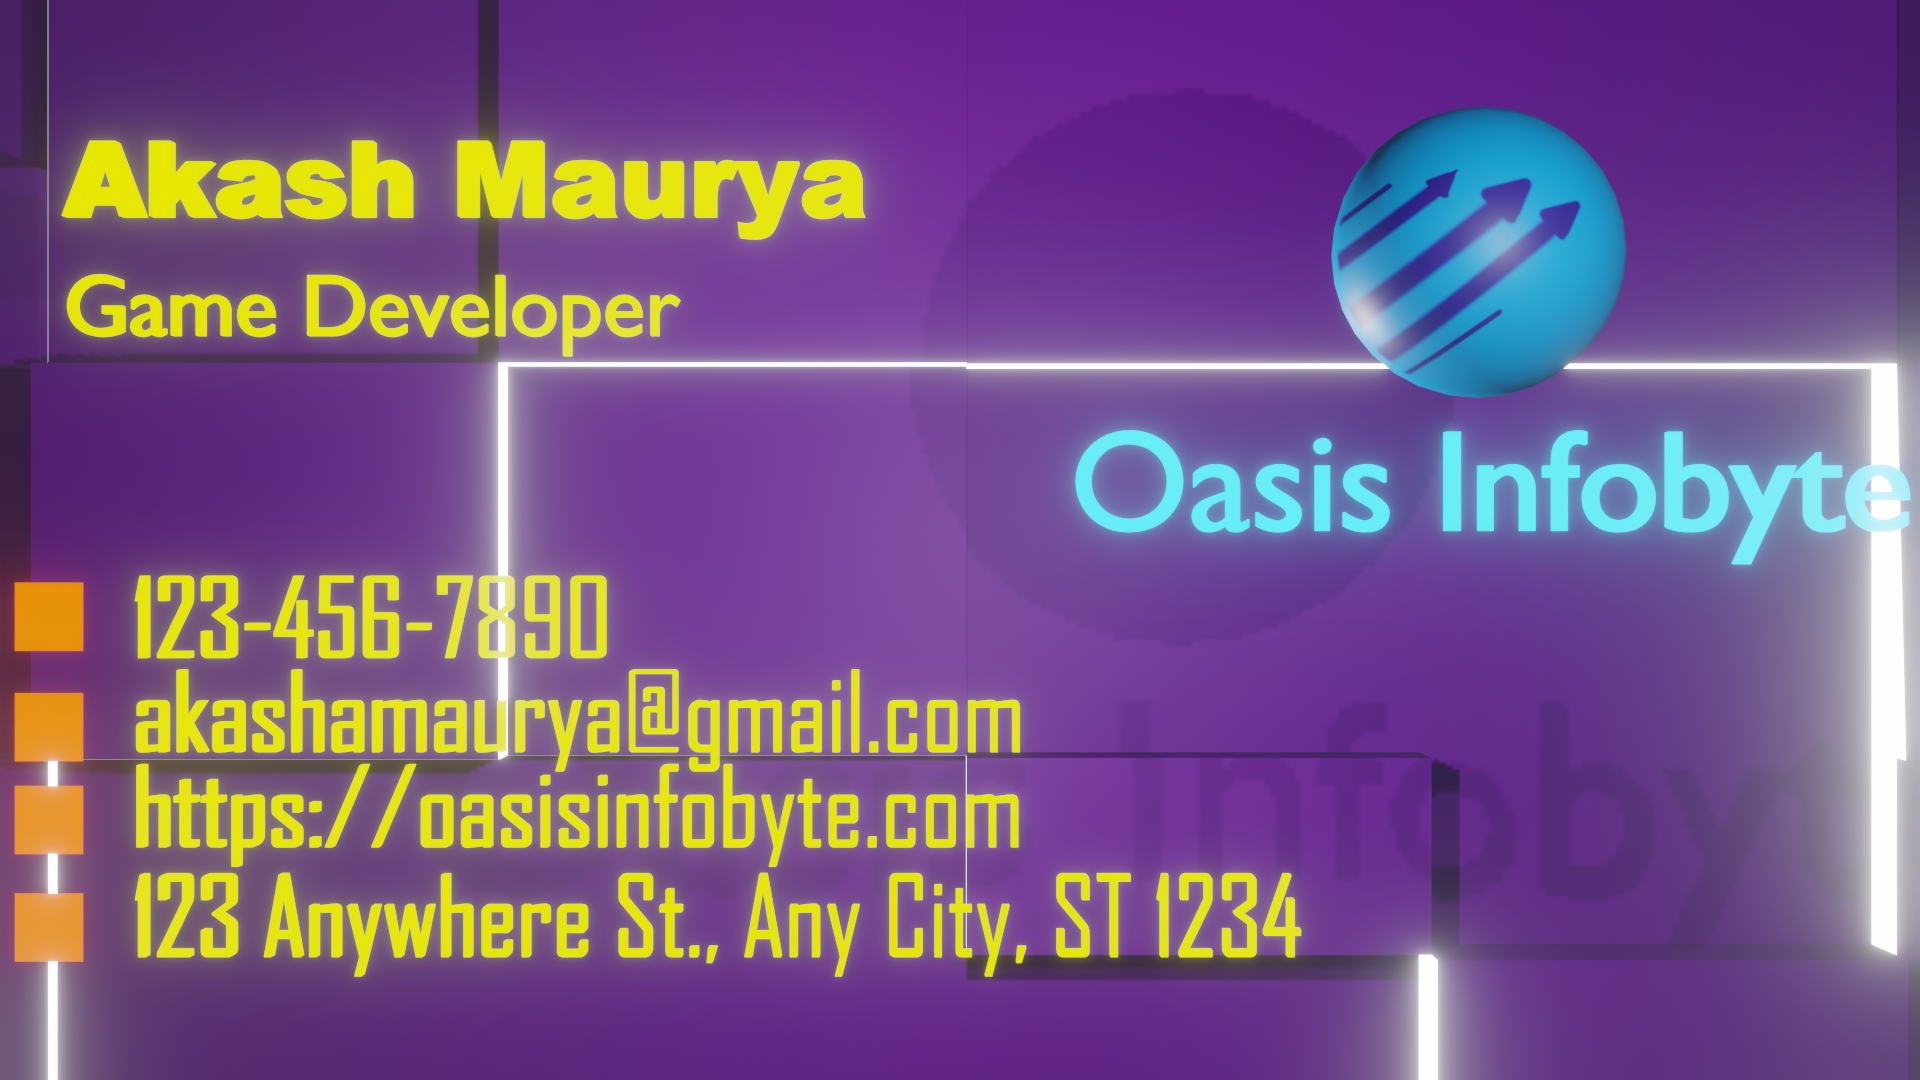 Akash Maurya
Game Developer
Oasis Infobyte
123-456-7890
akashamaurya@gmail.com
https://oasisinfobyte.com
123 Anywhere St., Any City, ST 1234